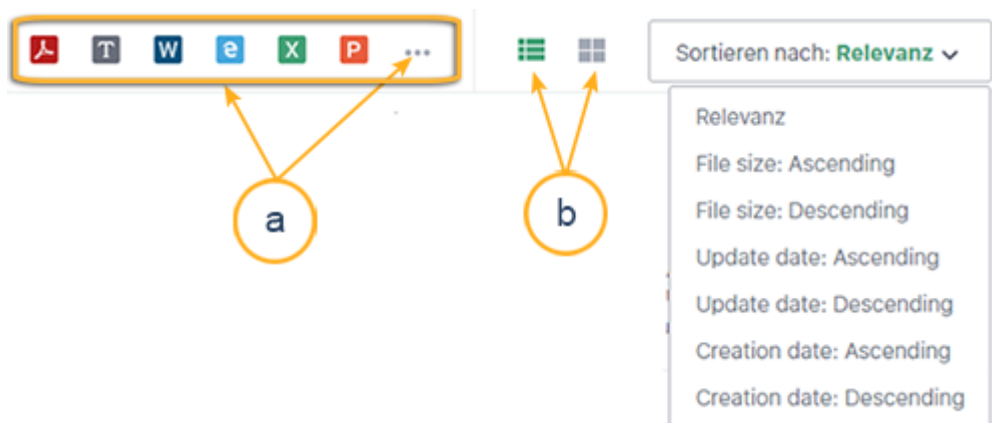 T W e X P ...
Sortieren nach: Relevanz
Relevanz
File size: Ascending
File size: Descending
Update date: Ascending
Update date: Descending
Creation date: Ascending
Creation date: Descending
a
b